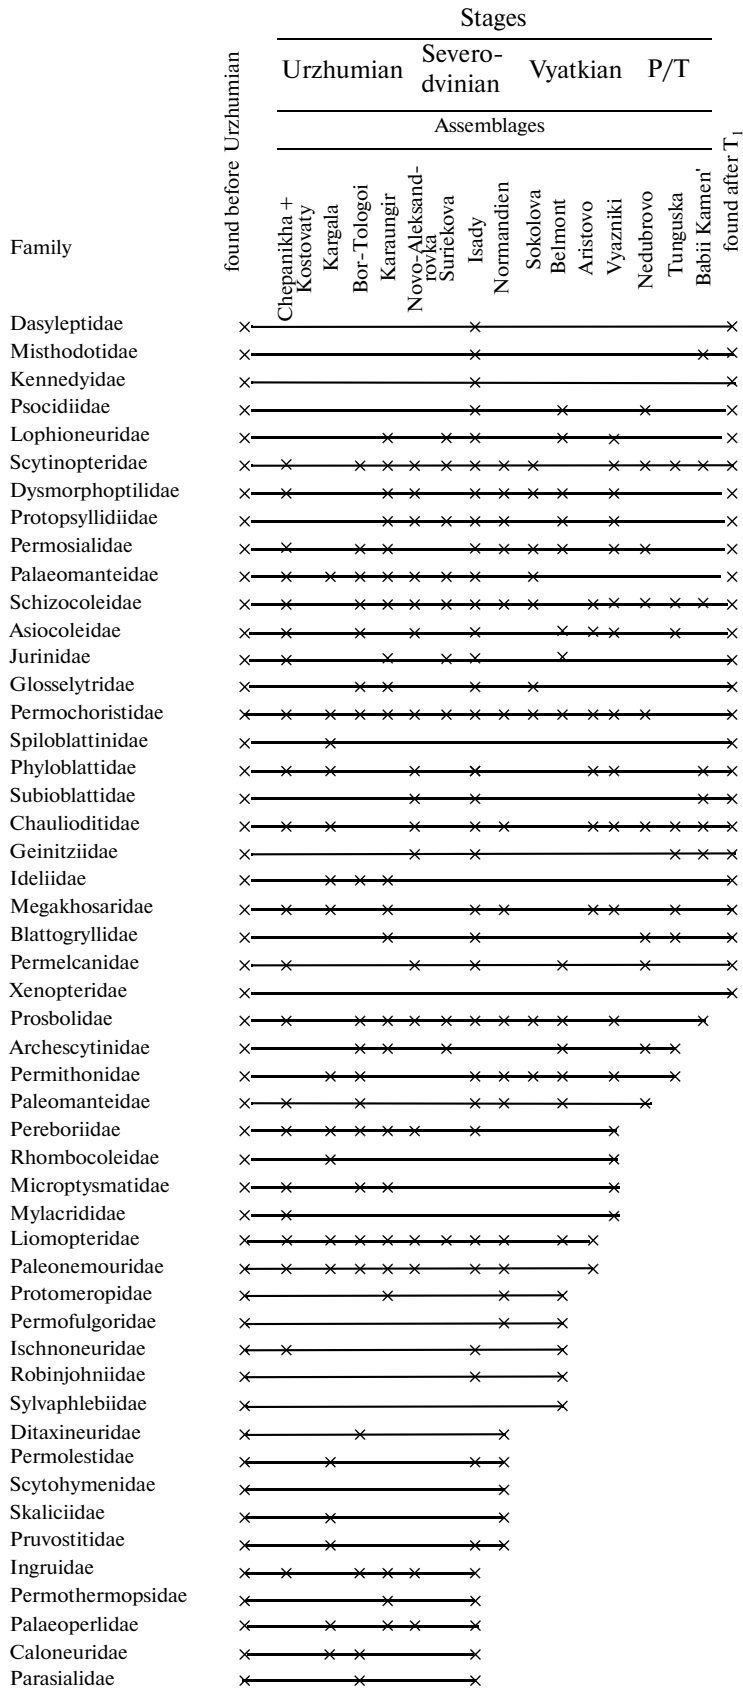 Stages
Urzhumian
Severo-
dvinian
Vyatkian
P/T
Assemblages
Family
found before Urzhumian
Chepanikha +
Kostovaty
Kargala
Bor-Tologoi
Karaungir
Novo-Aleksand-
rovka
Suriekova
Isady
Normandien
Sokolova
Belmont
Aristovo
Vyazniki
Nedubrovo
Tunguska
Babii Kamen'
found after T1
Dasyleptidae
Misthodotidae
Kennedyidae
Psocidiidae
Lophioneuridae
Scytinopteridae
Dysmorphoptilidae
Protopsyllidiidae
Permosialidae
Palaeomanteidae
Schizocoleidae
Asiocoleidae
Jurinidae
Glosselytridae
Permochoristidae
Spiloblattinidae
Phyloblattidae
Subioblattidae
Chaulioditidae
Geinitziidae
Ideliidae
Megakhosaridae
Blattogryllidae
Permelcanidae
Xenopteridae
Prosbolidae
Archescytinidae
Permithonidae
Paleomanteidae
Pereboriidae
Rhombocoleidae
Microptysmatidae
Mylacrididae
Liomopteridae
Paleonemouridae
Protomeropidae
Permofulgoridae
Ischnoneuridae
Robinjohniidae
Sylvaphlebiidae
Ditaxineuridae
Permolestidae
Scytohymenidae
Skaliciidae
Pruvostitidae
Ingruidae
Permothermopsidae
Palaeoperlidae
Caloneuridae
Parasialidae